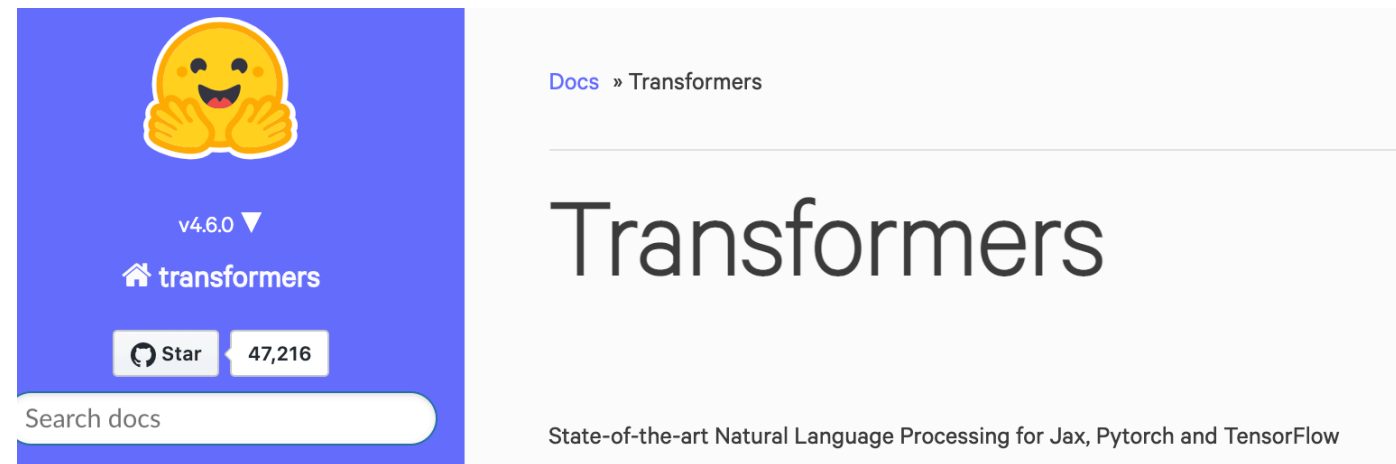 v4.6.0 ▼
transformers
Star 47,216
Search docs
Docs » Transformers
Transformers
State-of-the-art Natural Language Processing for Jax, Pytorch and TensorFlow